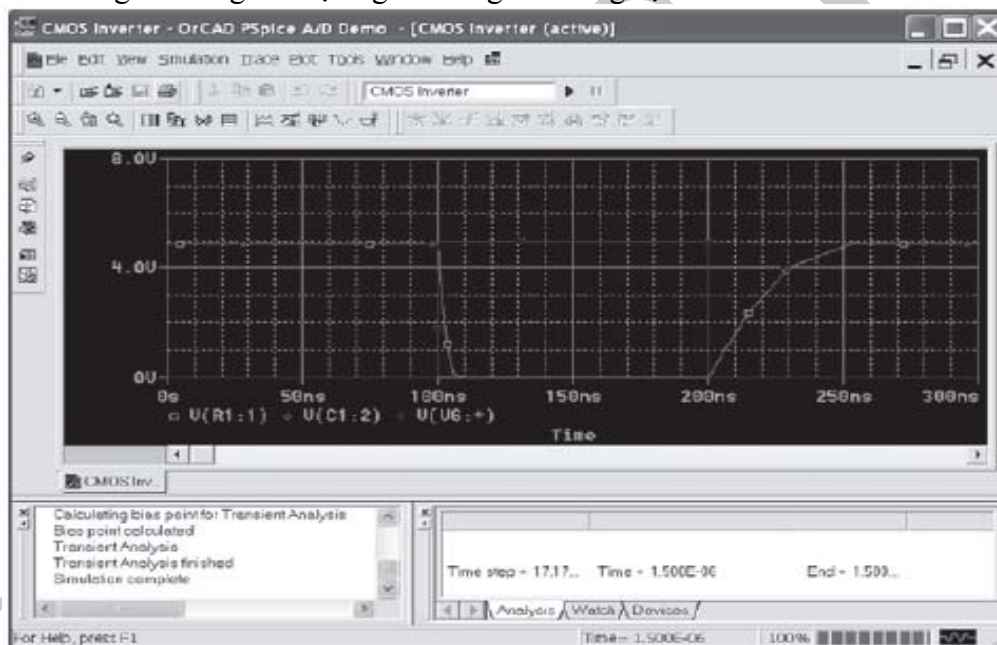 CMOS Inverter - OrCAD PSpice A/D Demo - [CMOS Inverter (active)]
File Edit View Simulation Trace Plot Tools Window Help
CMOS Inverter
8.0V
4.0V
0V
0s 50ns 100ns 150ns 200ns 250ns 300ns
V(R1:1) V(C1:2) V(V6:+)
Time
CMOS Inv...
Calculating bias point for Transient Analysis
Bias point calculated
Transient Analysis
Transient Analysis finished
Simulation complete
Time step = 17.17... Time = 1.500E-06 End = 1.500...
Analysis Watch Devices
For Help, press F1
Time= 1.500E-06 100%